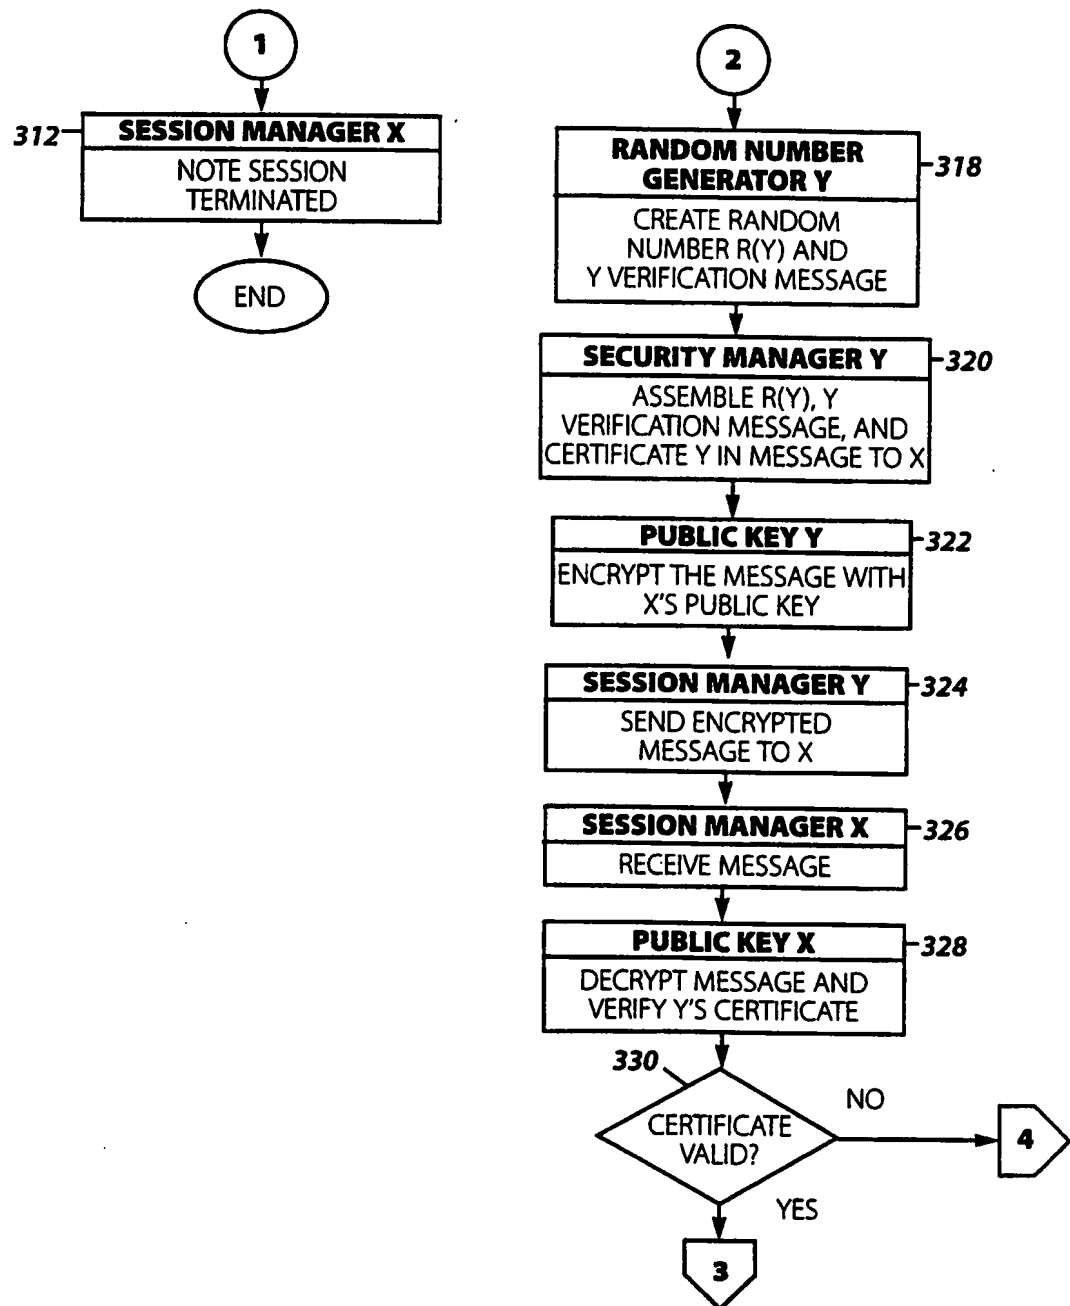 1
312
SESSION MANAGER X
NOTE SESSION
TERMINATED
END
2
RANDOM NUMBER
GENERATOR Y
318
CREATE RANDOM
NUMBER R(Y) AND
Y VERIFICATION MESSAGE
SECURITY MANAGER Y
320
ASSEMBLE R(Y), Y
VERIFICATION MESSAGE, AND
CERTIFICATE Y IN MESSAGE TO X
PUBLIC KEY Y
322
ENCRYPT THE MESSAGE WITH
X'S PUBLIC KEY
SESSION MANAGER Y
324
SEND ENCRYPTED
MESSAGE TO X
SESSION MANAGER X
326
RECEIVE MESSAGE
PUBLIC KEY X
328
DECRYPT MESSAGE AND
VERIFY Y'S CERTIFICATE
330
CERTIFICATE
VALID?
NO
4
YES
3